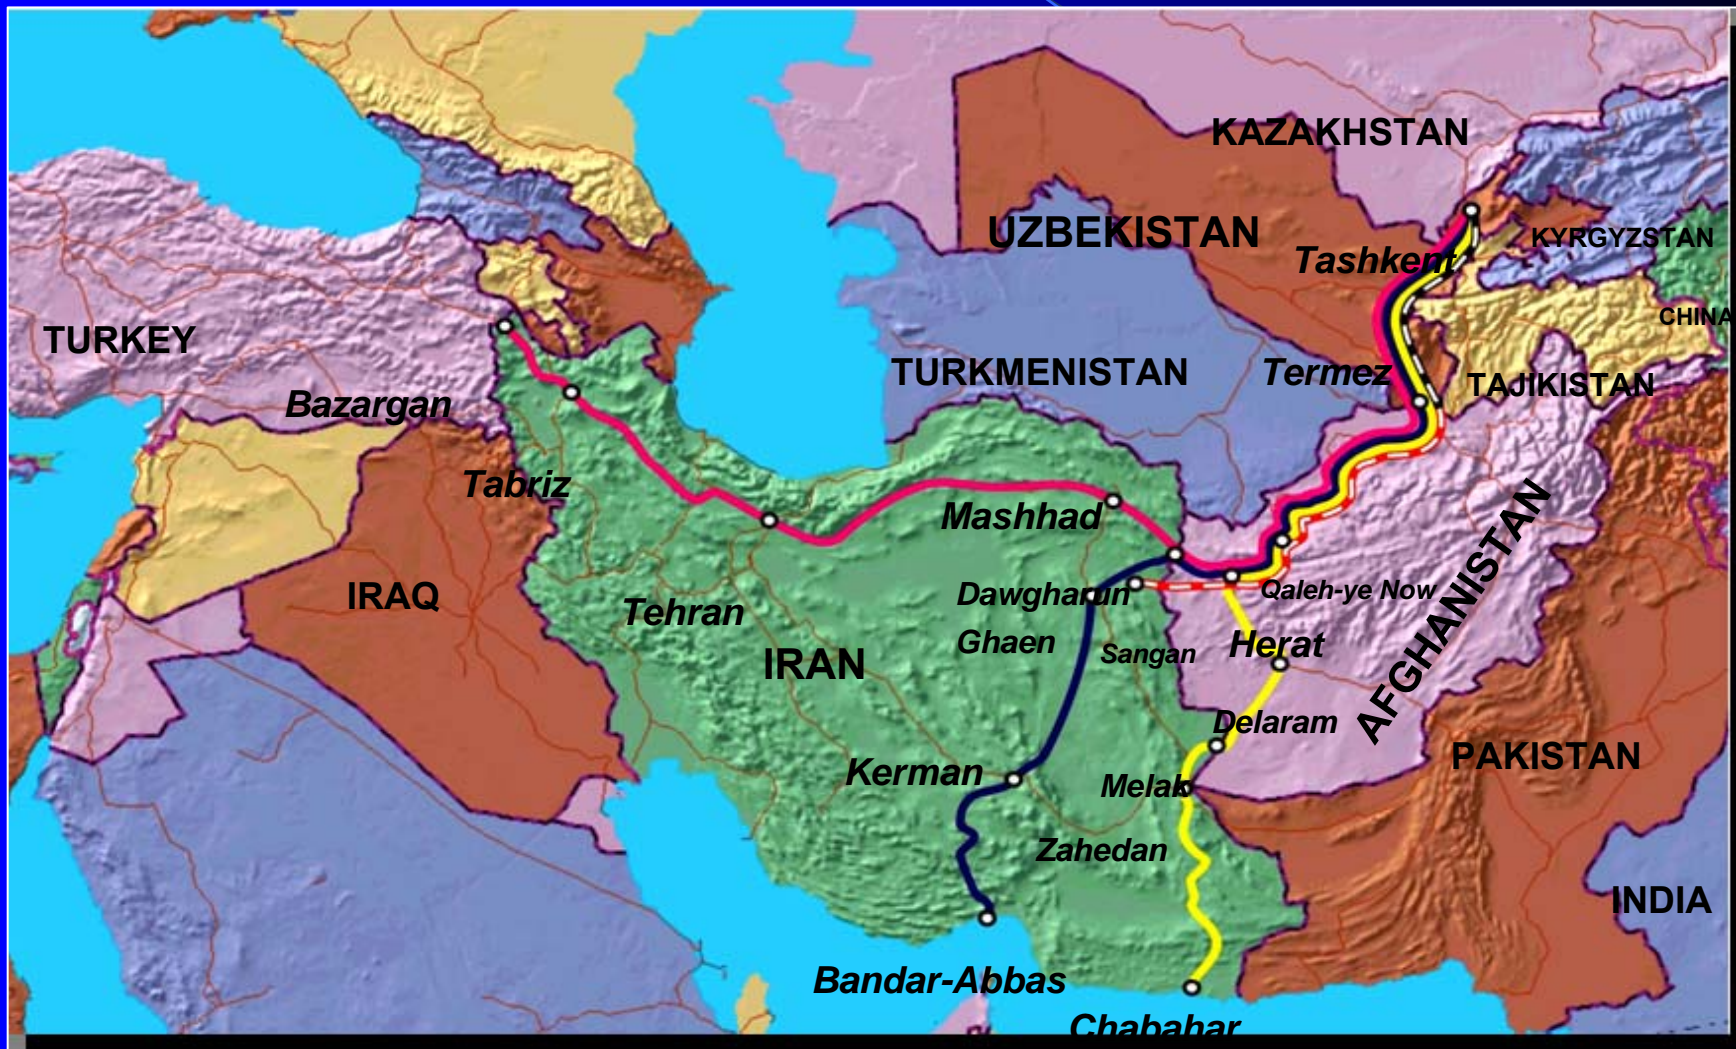 KAZAKHSTAN
UZBEKISTAN
KYRGYZSTAN
Tashkent
CHINA
TURKEY
TURKMENISTAN
Termez
TAJIKISTAN
Bazargan
Tabriz
Mashhad
AFGHANISTAN
IRAQ
Dawgharun
Qaleh-ye Now
Tehran
Ghaen
Sangan
Herat
IRAN
Delaram
PAKISTAN
Kerman
Melak
Zahedan
INDIA
Bandar-Abbas
Chabahar